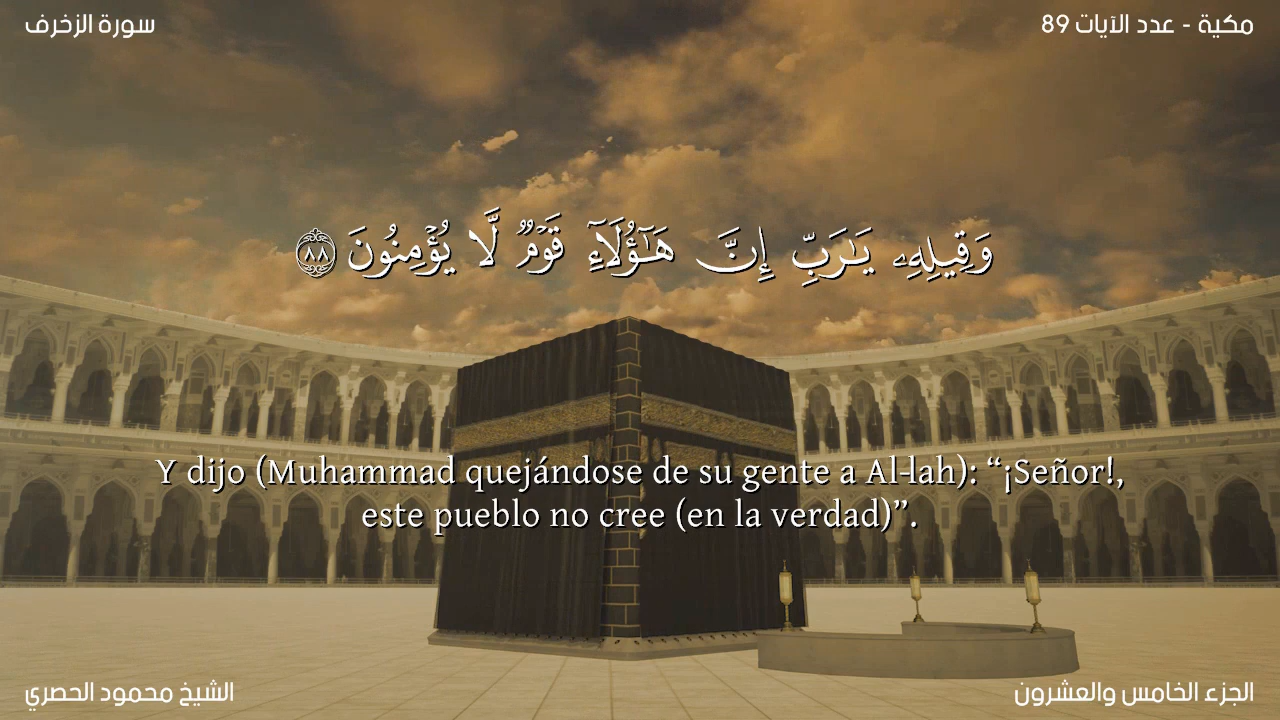 سورة الزخرف
مكية - عدد الآيات 89
وَقِيلِهِۦ يَٰرَبِّ إِنَّ هَٰٓؤُلَآءِ قَوۡمٞ لَّا يُؤۡمِنُونَ ٨٨
Y dijo (Muhammad quejándose de su gente a Al-lah): “¡Señor!,
este pueblo no cree (en la verdad)”.
الشيخ محمود الحصري
الجزء الخامس والعشرون